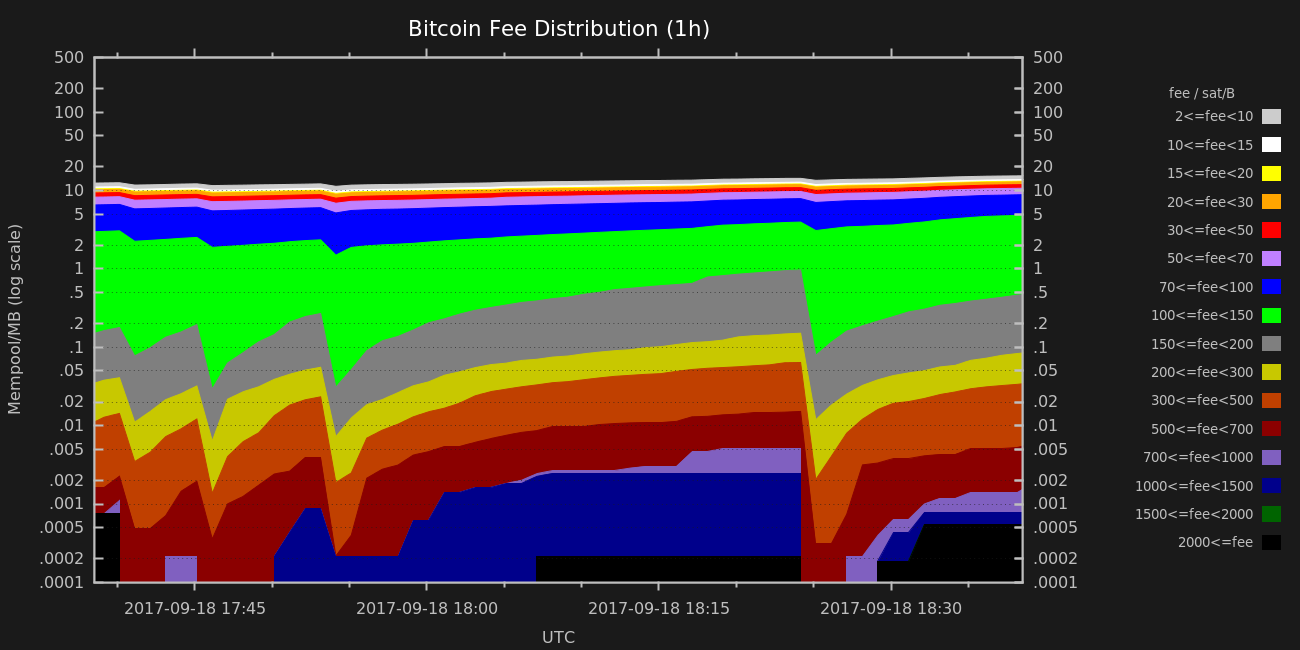 Bitcoin Fee Distribution (1h)
Mempool/MB (log scale)
500
200
100
50
20
10
5
2
1
.5
.2
.1
.05
.02
.01
.005
.002
.001
.0005
.0002
.0001
500
200
100
50
20
10
5
2
1
.5
.2
.1
.05
.02
.01
.005
.002
.001
.0005
.0002
.0001
2017-09-18 17:45
2017-09-18 18:00
2017-09-18 18:15
2017-09-18 18:30
UTC
fee / sat/B
2<=fee<10
10<=fee<15
15<=fee<20
20<=fee<30
30<=fee<50
50<=fee<70
70<=fee<100
100<=fee<150
150<=fee<200
200<=fee<300
300<=fee<500
500<=fee<700
700<=fee<1000
1000<=fee<1500
1500<=fee<2000
2000<=fee